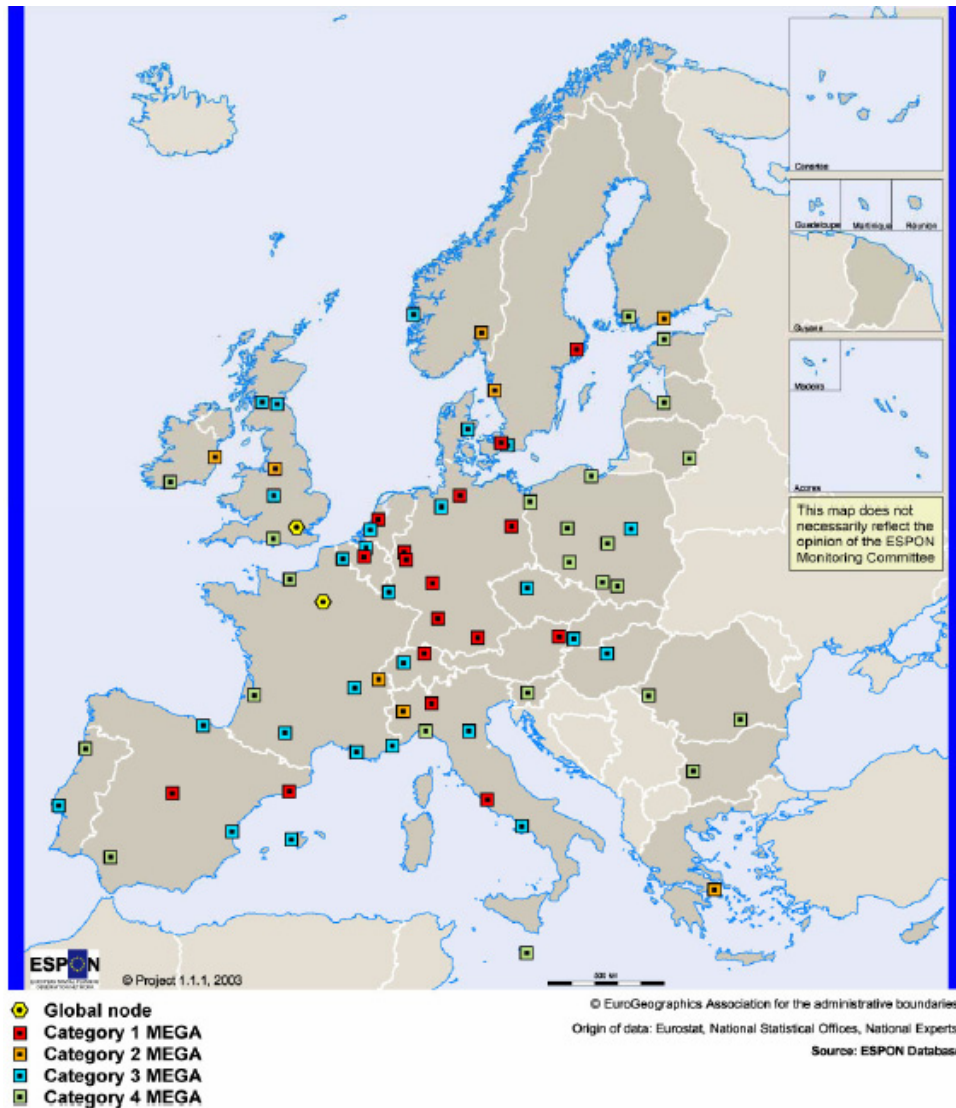 Canarias
Guadeloupe
Martinique
Réunion
Guyane
Madeira
Azores
This map does not
necessarily reflect the
opinion of the ESPON
Monitoring Committee
ESPON
© Project 1.1.1, 2003
© EuroGeographics Association for the administrative boundaries
Origin of data: Eurostat, National Statistical Offices, National Experts
Source: ESPON Database
Global node
Category 1 MEGA
Category 2 MEGA
Category 3 MEGA
Category 4 MEGA